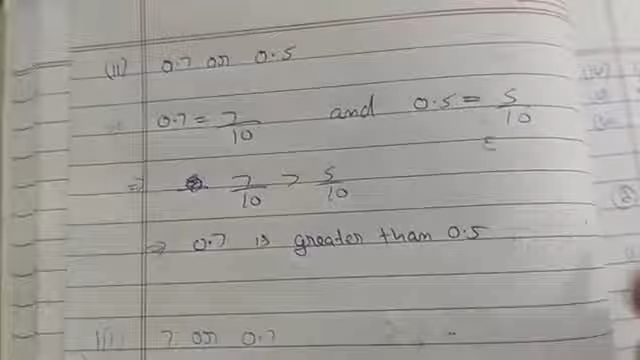 (ii) 0.7 or 0.5
0.7 = 7/10 and 0.5 = 5/10
⇒ 7/10 > 5/10
⇒ 0.7 is greater than 0.5
7 or 0.7